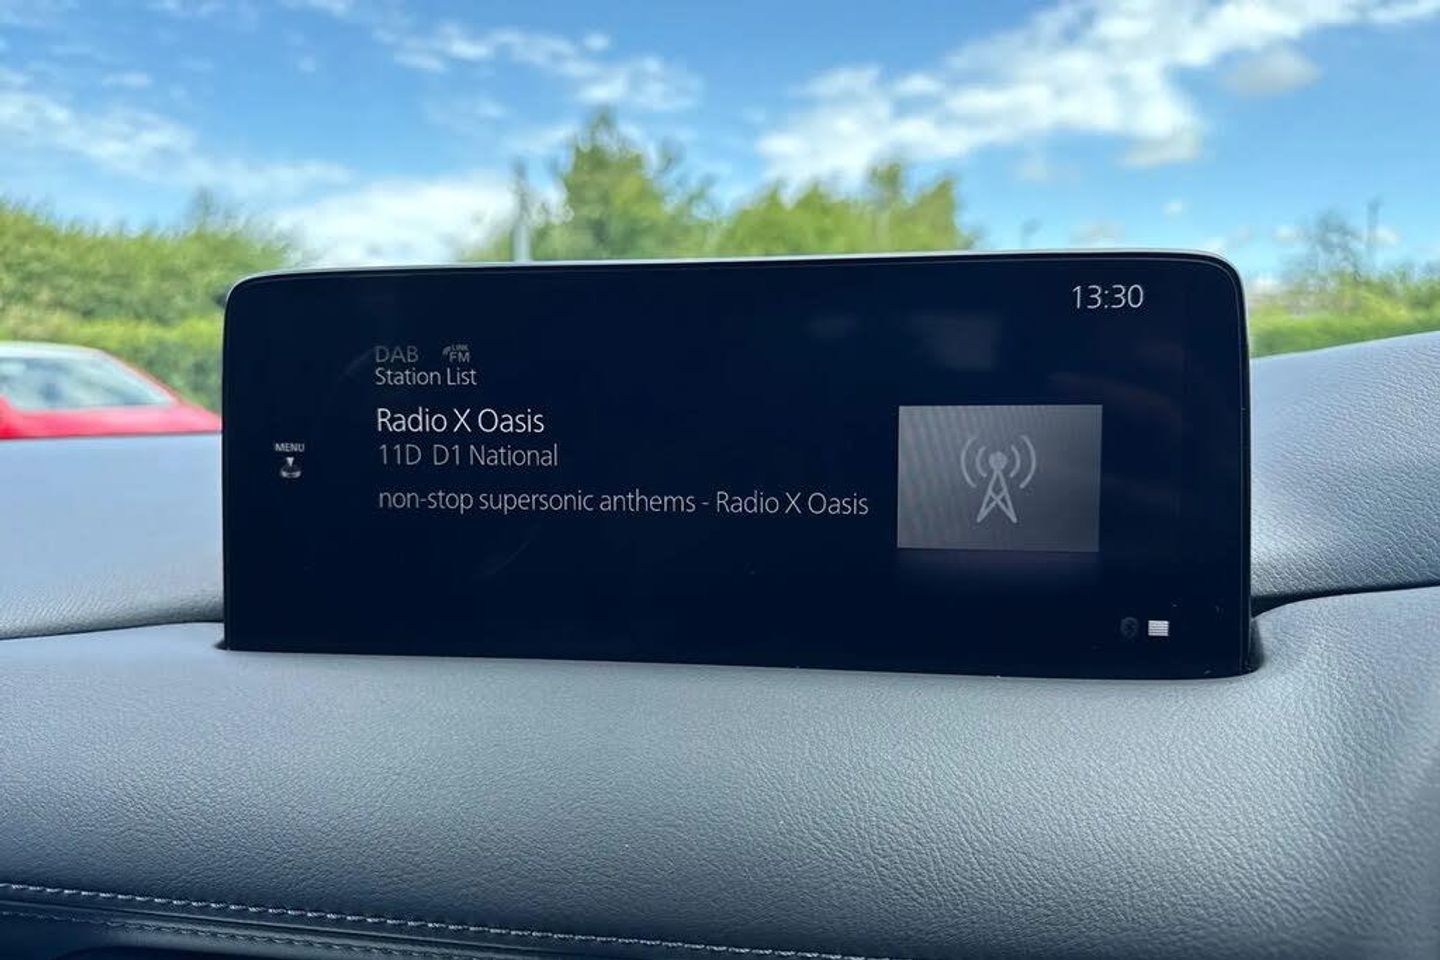 13:30
DAB LINK FM
Station List
Radio X Oasis
MENU
11D D1 National
non-stop supersonic anthems - Radio X Oasis